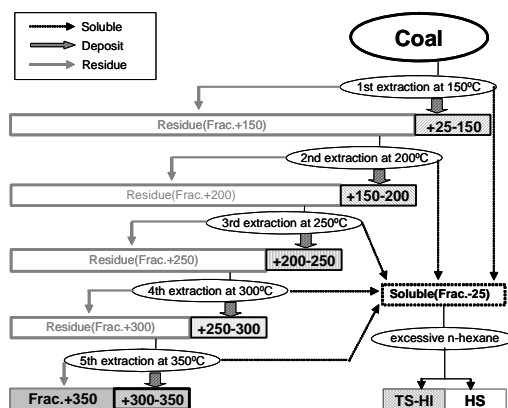 Soluble
Deposit
Residue
Coal
1st extraction at 150ºC
Residue(Frac.+150)
+25-150
2nd extraction at 200ºC
Residue(Frac.+200)
+150-200
3rd extraction at 250ºC
Residue(Frac.+250)
+200-250
4th extraction at 300ºC
Soluble(Frac.-25)
Residue(Frac.+300)
+250-300
excessive n-hexane
5th extraction at 350ºC
Frac.+350
+300-350
TS-HI
HS